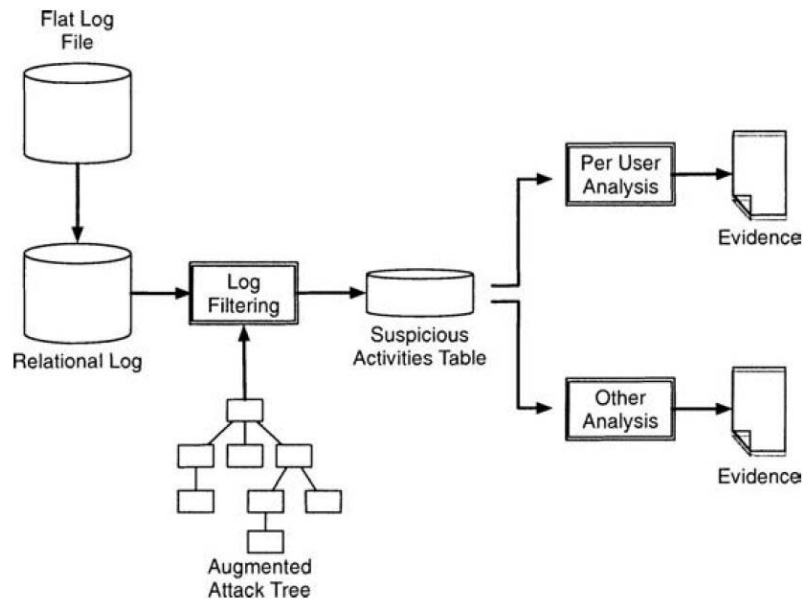 Flat Log
File
Relational Log
Log
Filtering
Augmented
Attack Tree
Suspicious
Activities Table
Per User
Analysis
Evidence
Other
Analysis
Evidence